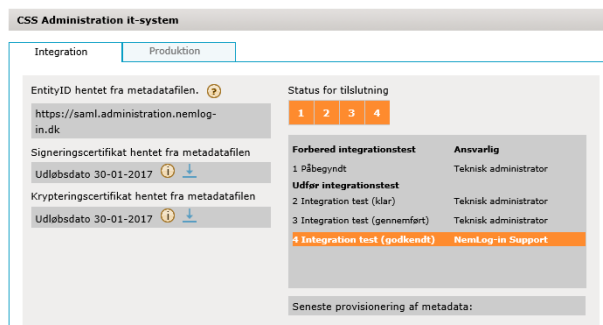 CSS Administration it-system
Integration
Produktion
EntityID hentet fra metadatafilen. ?
https://saml.administration.nemlog-
in.dk
Signeringscertifikat hentet fra metadatafilen
Udløbsdato 30-01-2017 i
Krypteringscertifikat hentet fra metadatafilen
Udløbsdato 30-01-2017 i
Status for tilslutning
1 2 3 4
Forbered integrationstest Ansvarlig
1 Påbegyndt Teknisk administrator
Udfør integrationstest
2 Integration test (klar) Teknisk administrator
3 Integration test (gennemført) Teknisk administrator
4 Integration test (godkendt) NemLog-in Support
Seneste provisionering af metadata: